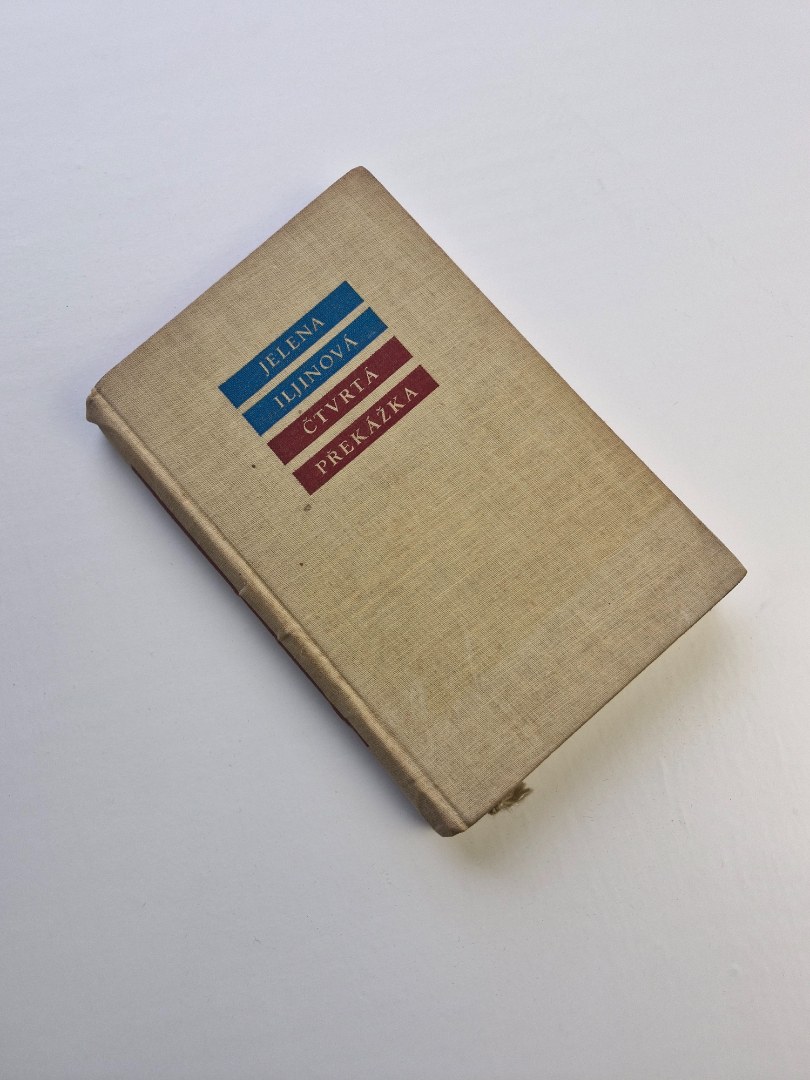 JELENA
ILJINOVÁ
ČTVRTÁ
PŘEKÁŽKA